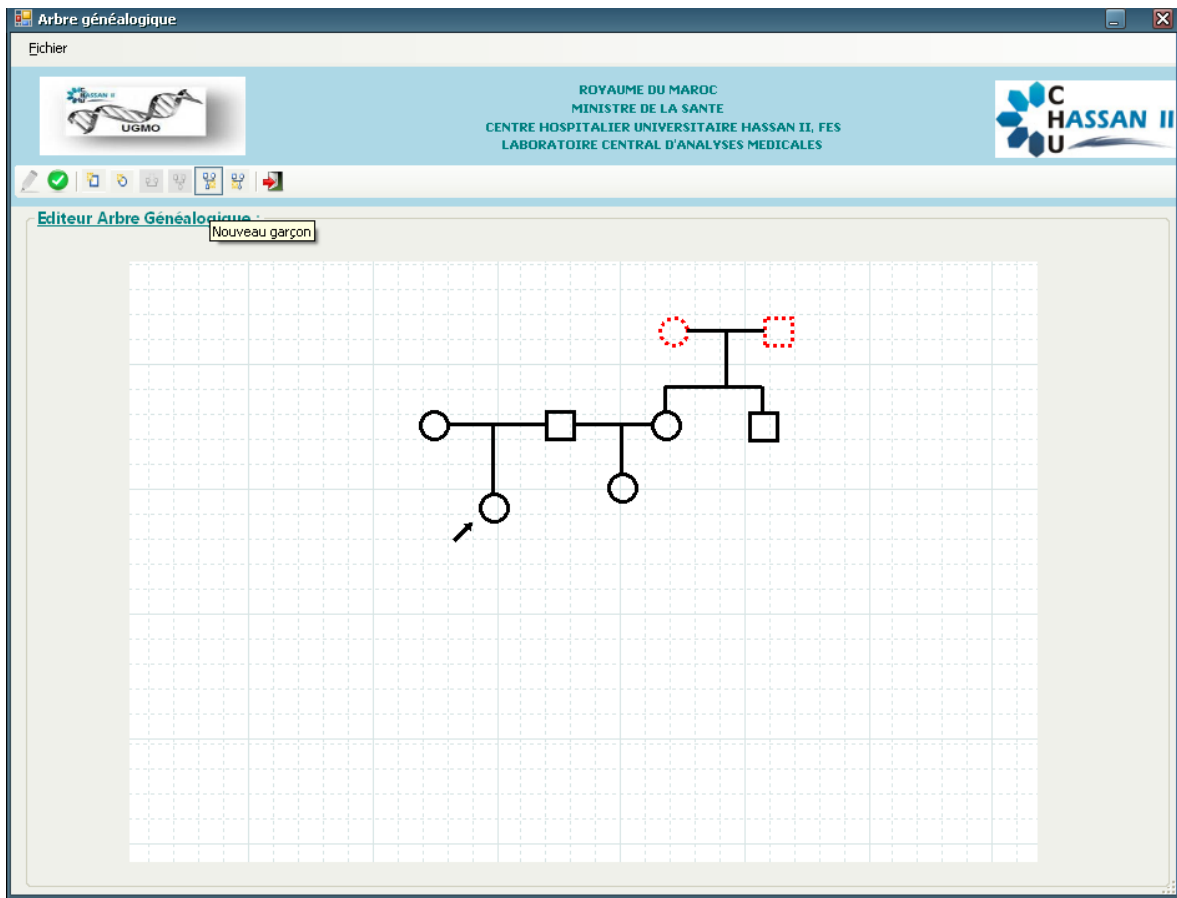 Arbre généalogique
Fichier
HASSAN II
UGMO
ROYAUME DU MAROC
MINISTRE DE LA SANTE
CENTRE HOSPITALIER UNIVERSITAIRE HASSAN II, FES
LABORATOIRE CENTRAL D'ANALYSES MEDICALES
C
HASSAN II
U
Editeur Arbre Généalogique :
Nouveau garçon